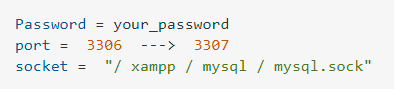 Password = your_password
port =  3306  --->  3307
socket =  "/ xampp / mysql / mysql.sock"